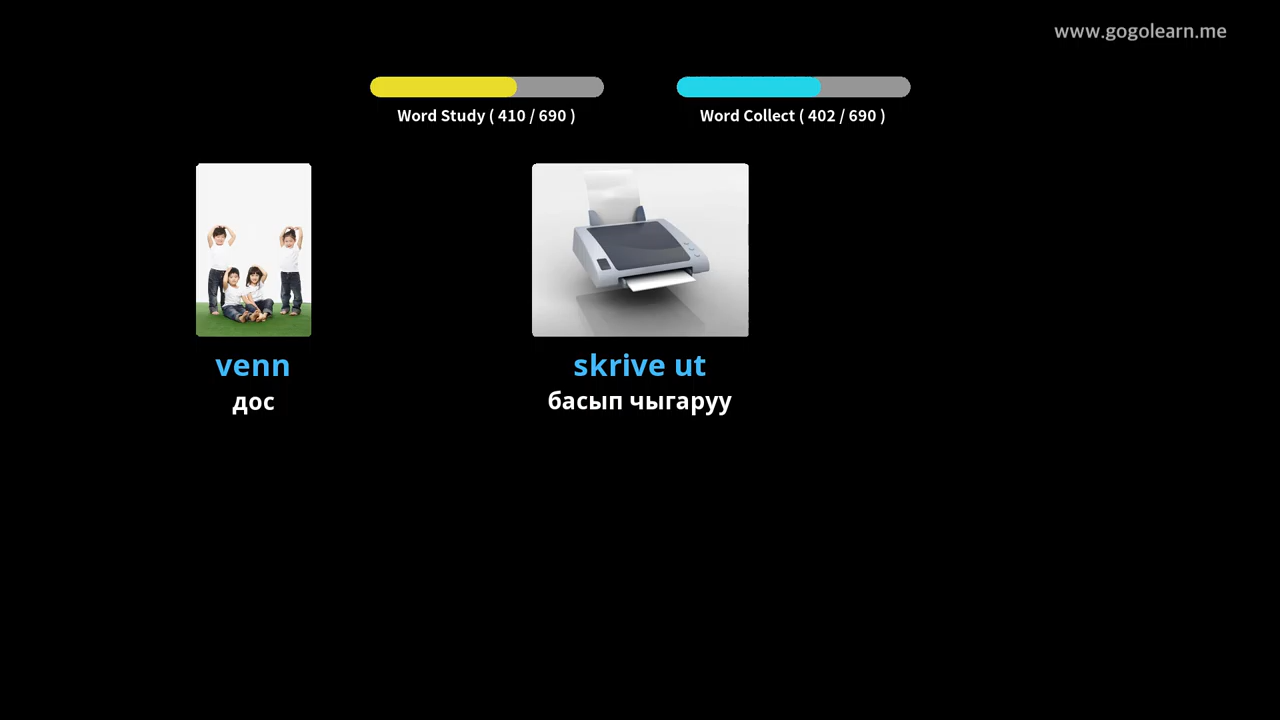 www.gogolearn.me
Word Study ( 410 / 690 )
Word Collect ( 402 / 690 )
venn
дос
skrive ut
басып чыгаруу